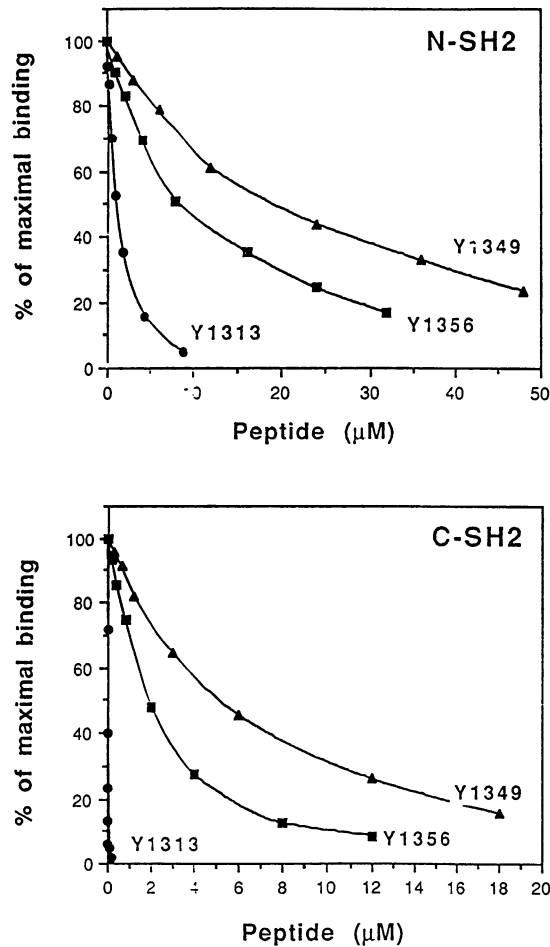 N-SH2
% of maximal binding
100
80
60
40
20
0
Y1349
Y1356
Y1313
0 20 30 40 50
Peptide (μM)
C-SH2
% of maximal binding
100
80
60
40
20
0
Y1349
Y1356
Y1313
0 2 6 8 10 12 14 16 18 20
Peptide (μM)